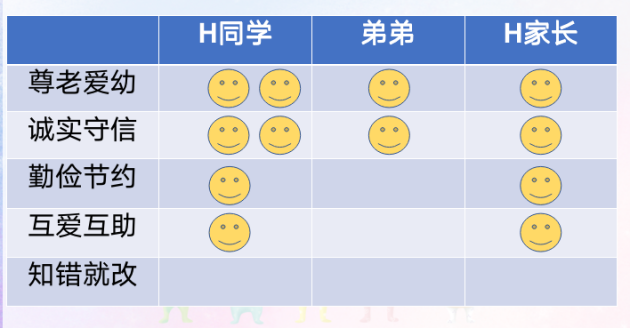 H同学 弟弟 H家长
尊老爱幼
诚实守信
勤俭节约
互爱互助
知错就改